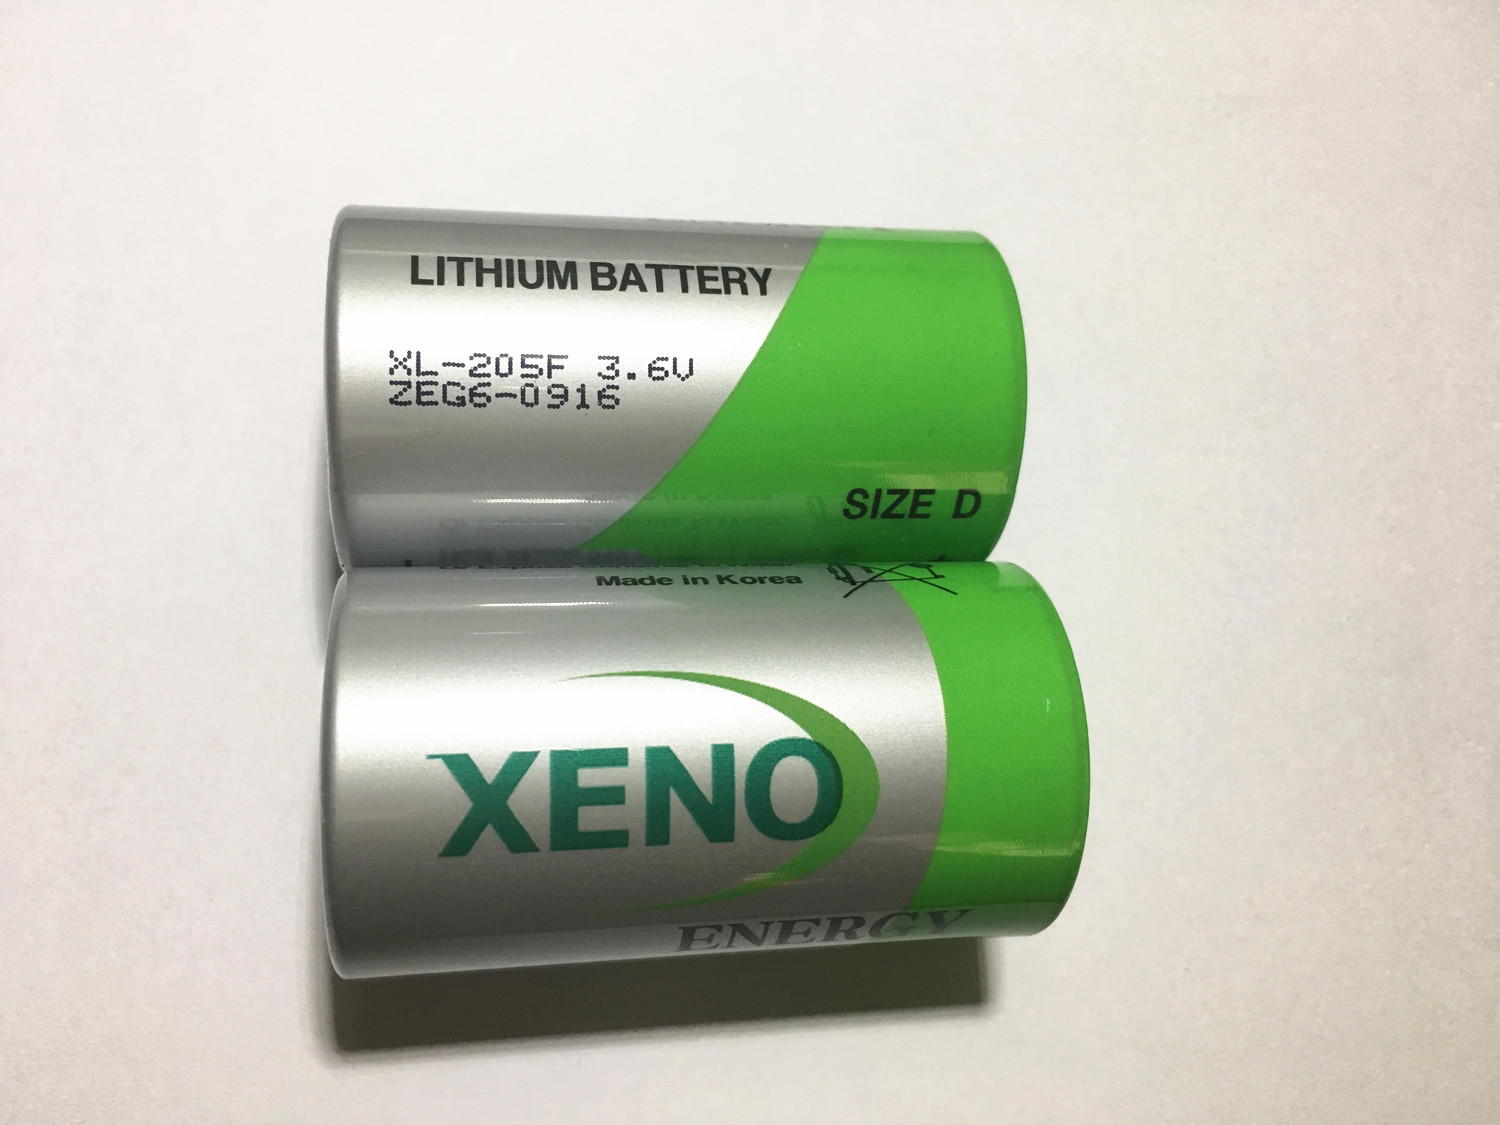 LITHIUM BATTERY
XL-205F 3.6V
ZEG6-0916
SIZE D
Made in Korea
XENO
ENERGY